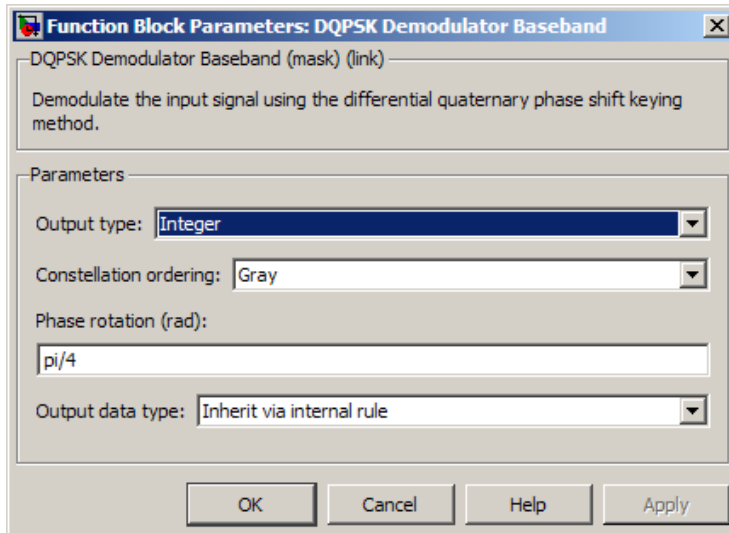 Function Block Parameters: DQPSK Demodulator Baseband
DQPSK Demodulator Baseband (mask) (link)
Demodulate the input signal using the differential quaternary phase shift keying
method.
Parameters
Output type: Integer
Constellation ordering: Gray
Phase rotation (rad):
pi/4
Output data type: Inherit via internal rule
OK Cancel Help Apply